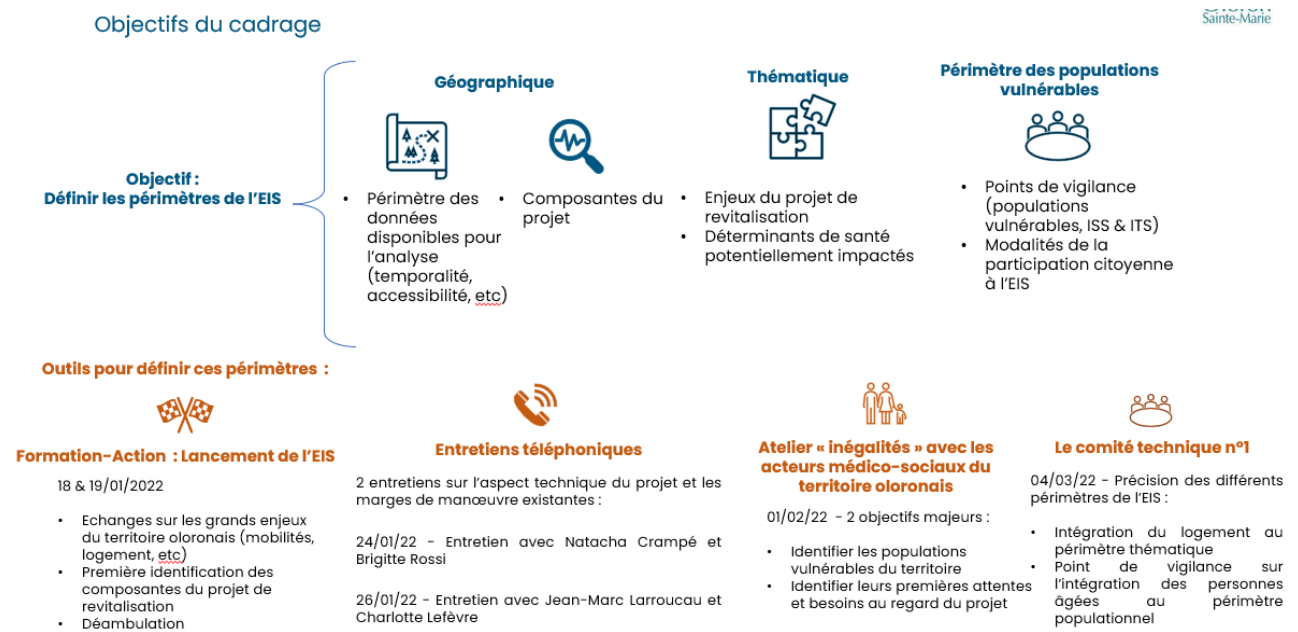 Objectifs du cadrage
Sainte-Marie
Objectif :
Définir les périmètres de l'EIS
Géographique
• Périmètre des
données
disponibles pour
l'analyse
(temporalité,
accessibilité, etc)
• Composantes du
projet
Thématique
• Enjeux du projet de
revitalisation
• Déterminants de santé
potentiellement impactés
Périmètre des populations
vulnérables
• Points de vigilance
(populations
vulnérables, ISS & ITS)
• Modalités de la
participation citoyenne
à l'EIS
Outils pour définir ces périmètres :
Formation-Action : Lancement de l'EIS
18 & 19/01/2022
• Echanges sur les grands enjeux
du territoire oloronais (mobilités,
logement, etc)
• Première identification des
composantes du projet de
revitalisation
• Déambulation
Entretiens téléphoniques
2 entretiens sur l'aspect technique du projet et les
marges de manœuvre existantes :
24/01/22 - Entretien avec Natacha Crampé et
Brigitte Rossi
26/01/22 - Entretien avec Jean-Marc Larroucau et
Charlotte Lefèvre
Atelier « inégalités » avec les
acteurs médico-sociaux du
territoire oloronais
01/02/22 - 2 objectifs majeurs :
• Identifier les populations
vulnérables du territoire
• Identifier leurs premières attentes
et besoins au regard du projet
Le comité technique n°1
04/03/22 - Précision des différents
périmètres de l'EIS :
• Intégration du logement au
périmètre thématique
• Point de vigilance sur
l'intégration des personnes
âgées au périmètre
populationnel